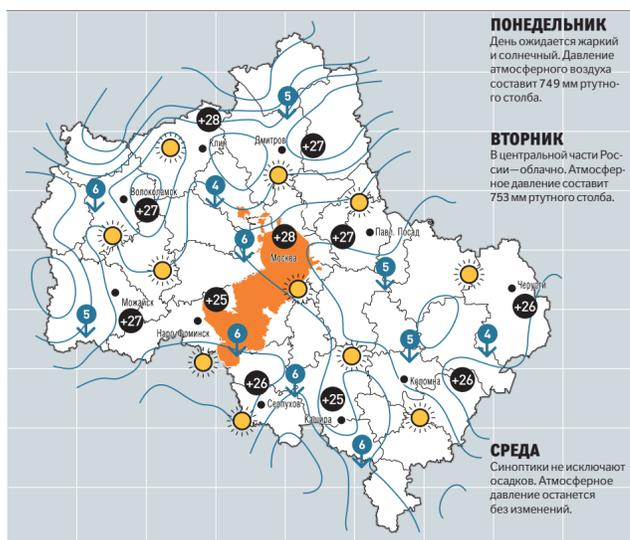 ПОНЕДЕЛЬНИК
День ожидается жаркий
и солнечный. Давление
атмосферного воздуха
составит 749 мм ртутно-
го столба.
5
+28
Клин
Дмитров
+27
ВТОРНИК
В центральной части Рос-
сии — облачно. Атмосфер-
ное давление составит
753 мм ртутного столба.
6
Волоколамск
+27
4
6
+28
Москва
+27
Павл. Посад
5
Черусти
+26
Можайск
+27
5
+25
Наро-Фоминск
6
5
4
+26
Серпухов
6
+25
Кашира
Коломна
+26
6
СРЕДА
Синоптики не исключают
осадков. Атмосферное
давление останется
без изменений.